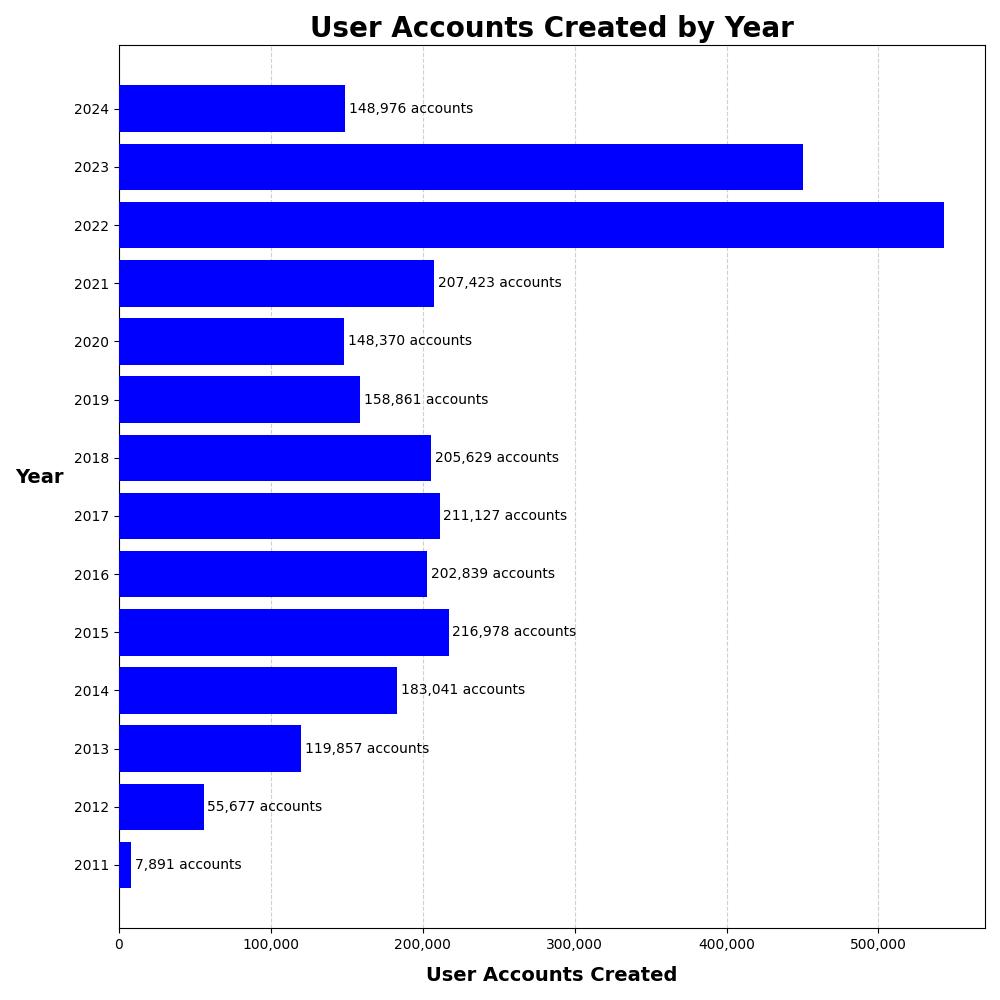 User Accounts Created by Year
2024
148,976 accounts
2023
2022
2021
207,423 accounts
2020
148,370 accounts
2019
158,861 accounts
2018
205,629 accounts
Year
2017
211,127 accounts
2016
202,839 accounts
2015
216,978 accounts
2014
183,041 accounts
2013
119,857 accounts
2012
55,677 accounts
2011
7,891 accounts
0
100,000
200,000
300,000
400,000
500,000
User Accounts Created